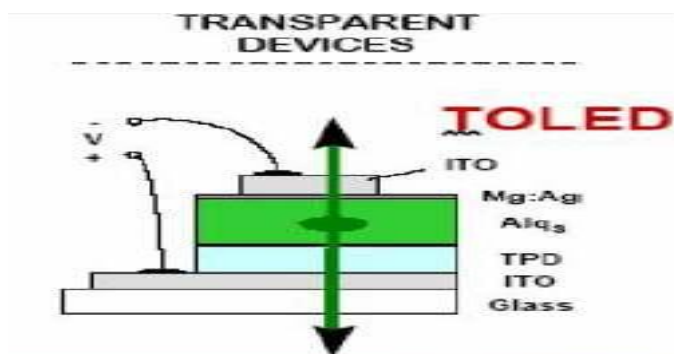 TRANSPARENT
DEVICES
TOLED
-
V
+
ITO
Mg:Ag
Alq₃
TPD
ITO
Glass